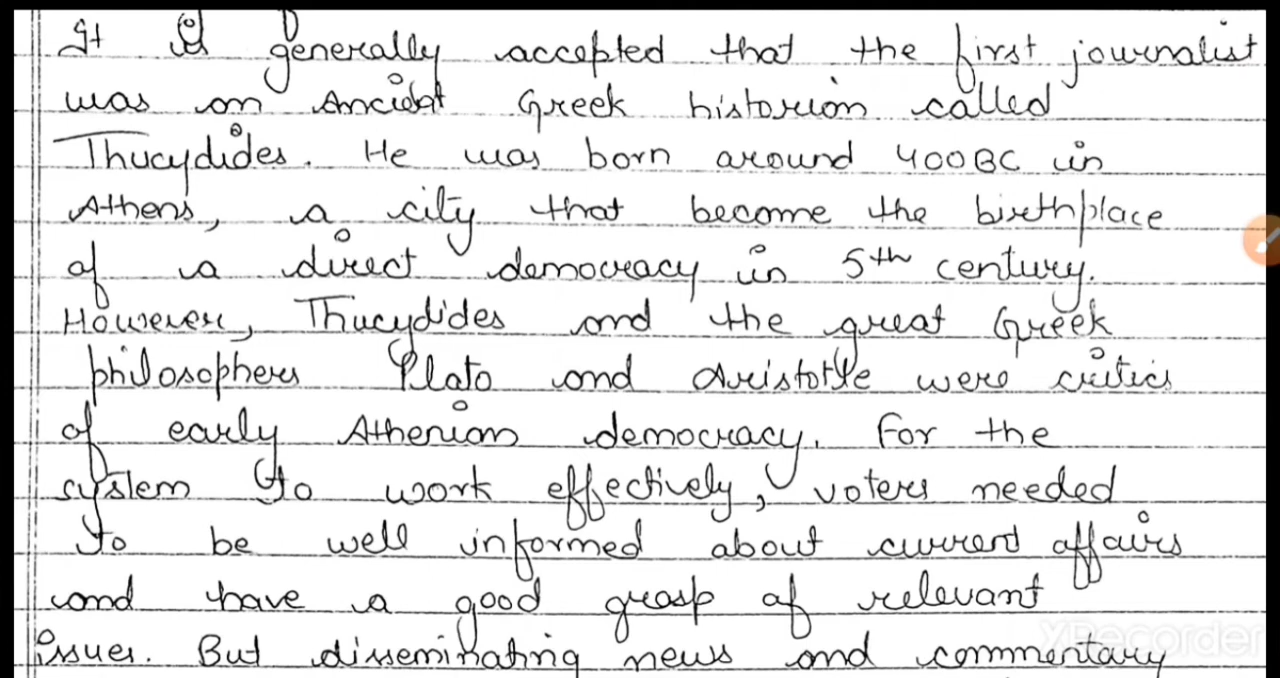 It is generally accepted that the first journalist
was an Ancient Greek historian called
Thucydides. He was born around 400BC in
Athens, a city that become the birthplace
of a direct democracy in 5th century.
However, Thucydides and the great Greek
philosophers Plato and Aristotle were critics
of early Athenian democracy. For the
system to work effectively, voters needed
to be well informed about current affairs
and have a good grasp of relevant
issues. But disseminating news and commentary
XRecorder